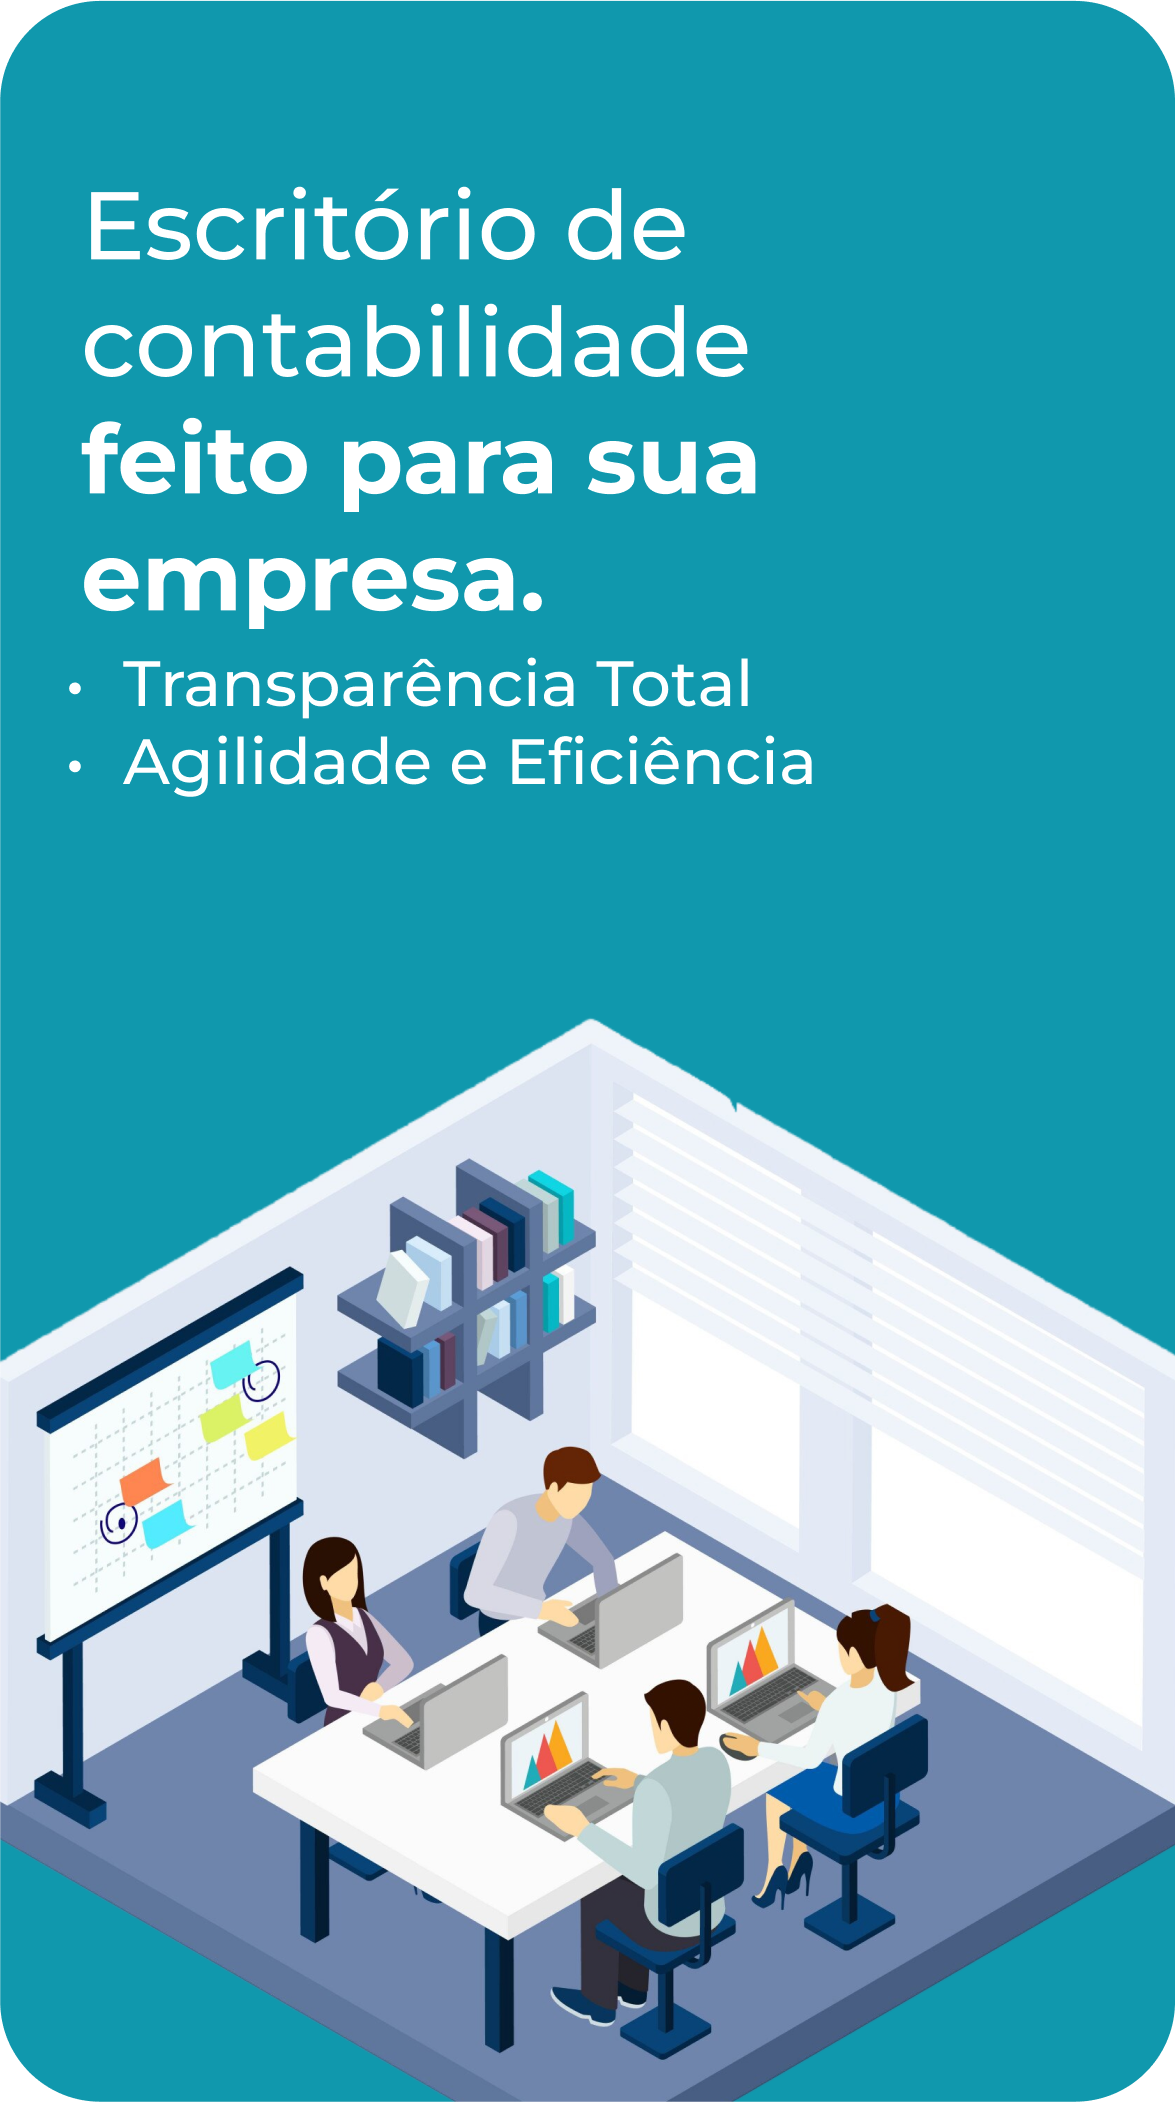 Escritório de
contabilidade
feito para sua
empresa.
• Transparência Total
• Agilidade e Eficiência